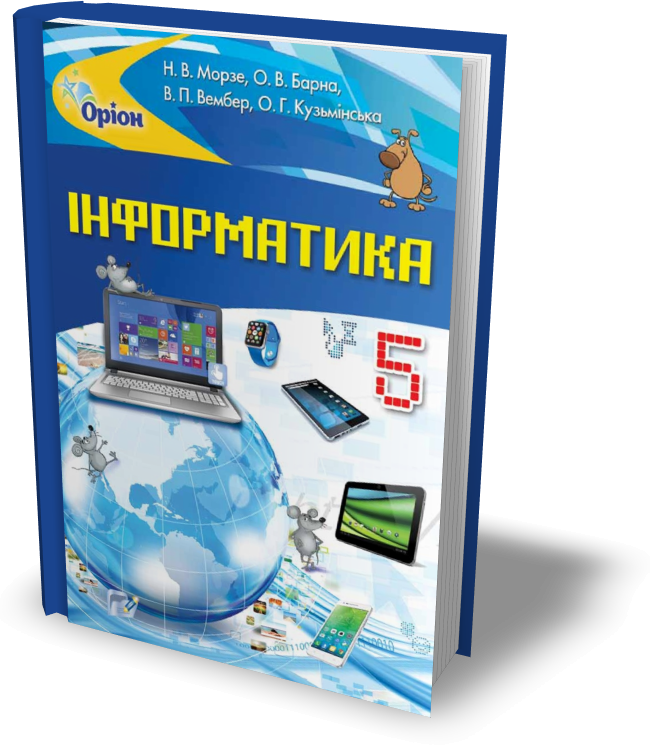 Н. В. Морзе, О. В. Барна,
В. П. Вембер, О. Г. Кузьмінська
Оріон
ІНФОРМАТИКА
5